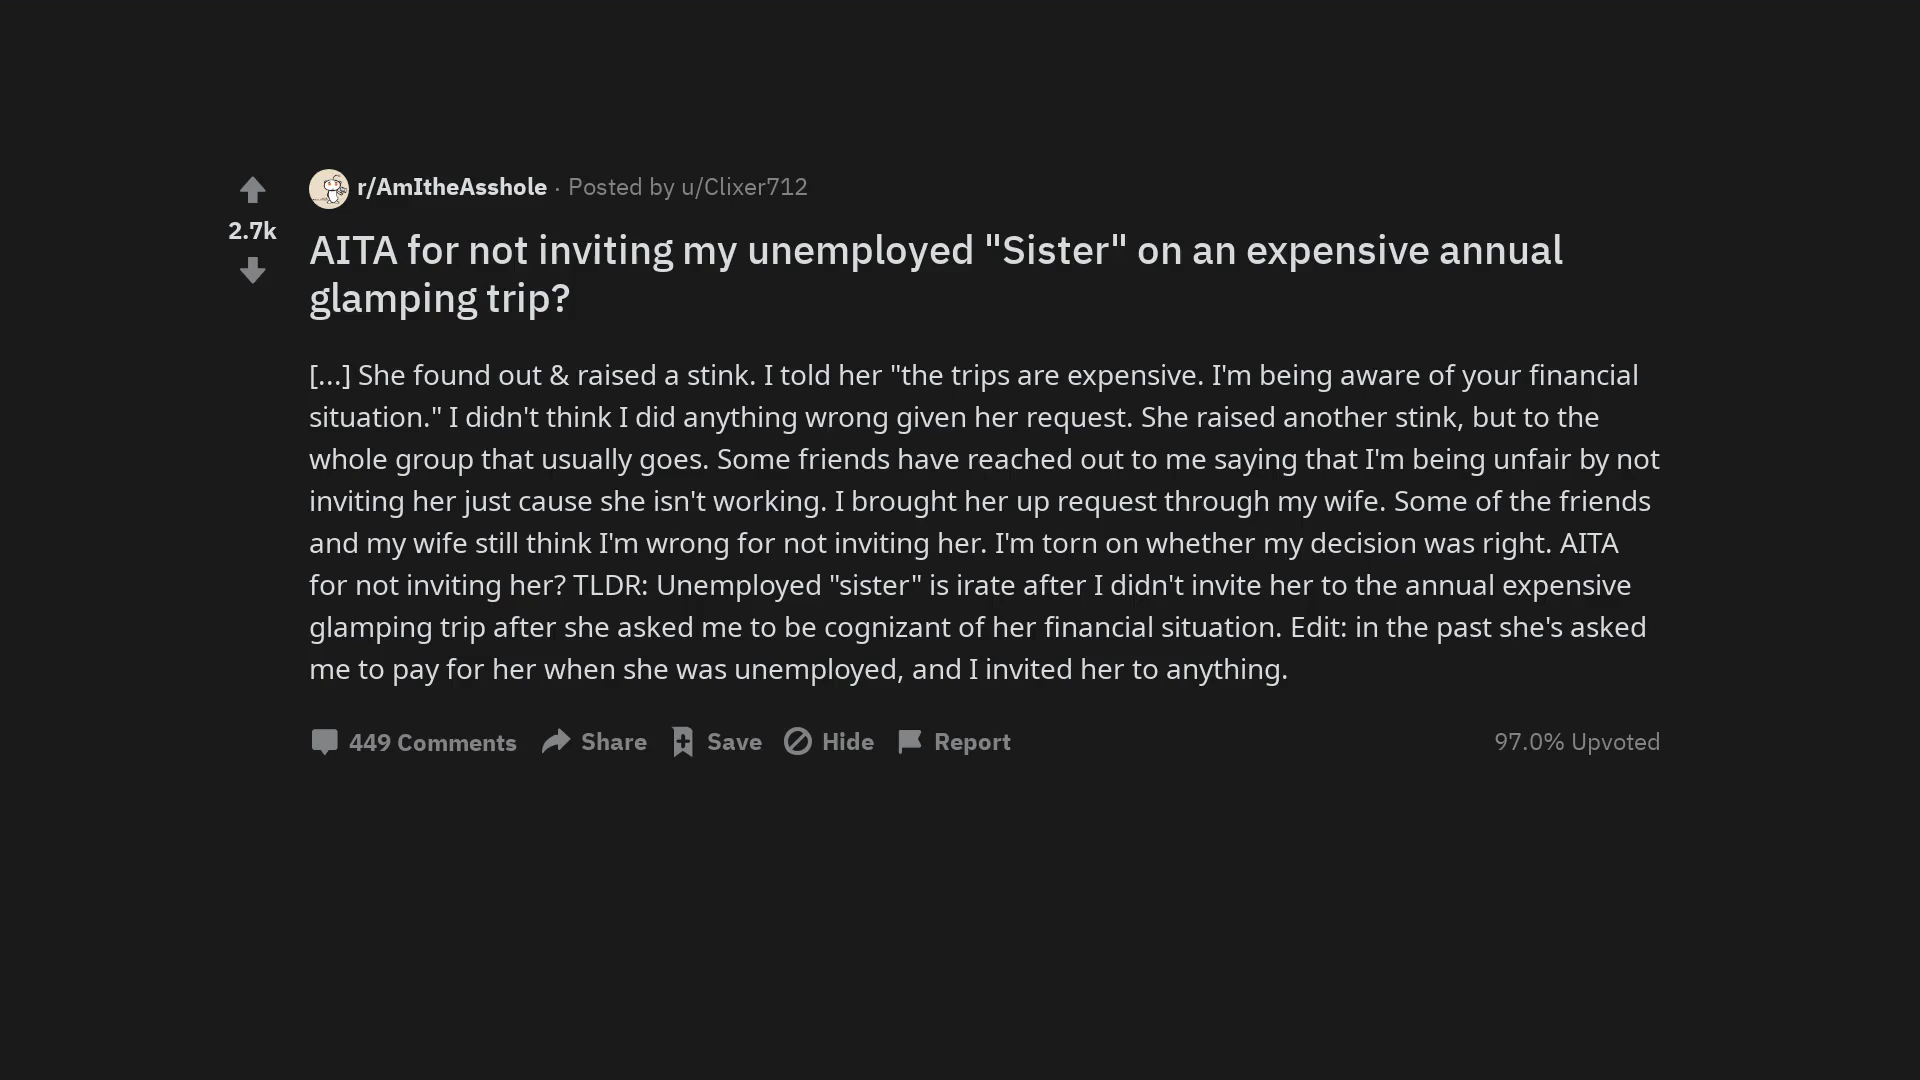 r/AmItheAsshole · Posted by u/Clixer712
2.7k
AITA for not inviting my unemployed "Sister" on an expensive annual
glamping trip?
[...] She found out & raised a stink. I told her "the trips are expensive. I'm being aware of your financial
situation." I didn't think I did anything wrong given her request. She raised another stink, but to the
whole group that usually goes. Some friends have reached out to me saying that I'm being unfair by not
inviting her just cause she isn't working. I brought her up request through my wife. Some of the friends
and my wife still think I'm wrong for not inviting her. I'm torn on whether my decision was right. AITA
for not inviting her? TLDR: Unemployed "sister" is irate after I didn't invite her to the annual expensive
glamping trip after she asked me to be cognizant of her financial situation. Edit: in the past she's asked
me to pay for her when she was unemployed, and I invited her to anything.
449 Comments Share Save Hide Report 97.0% Upvoted